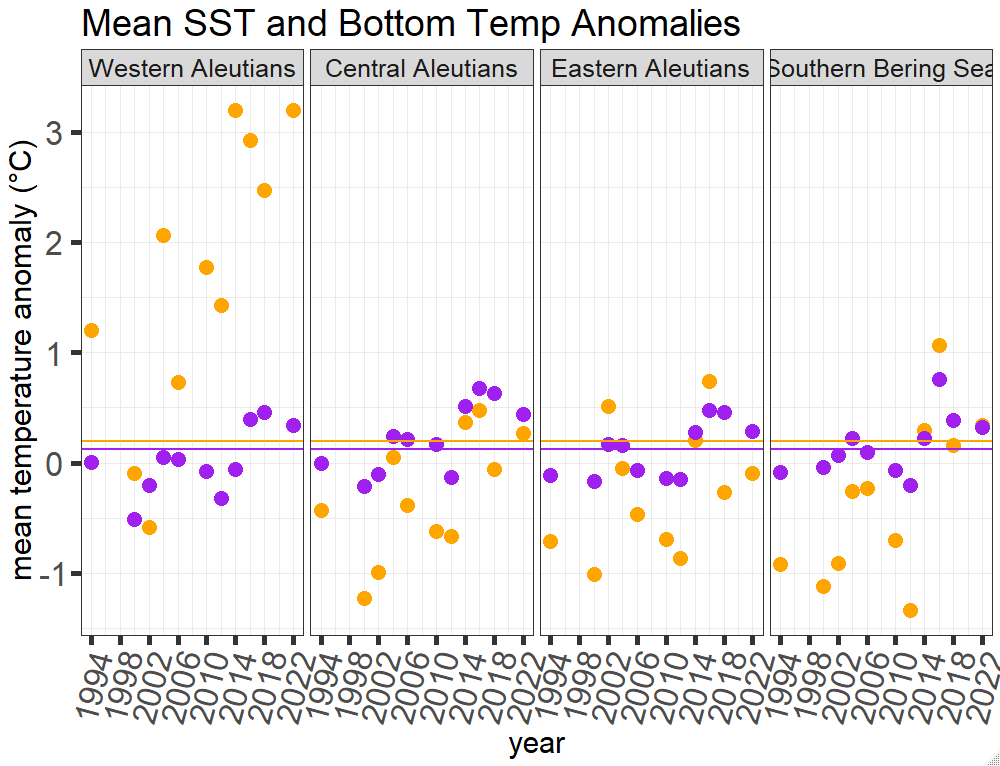 Mean SST and Bottom Temp Anomalies
Western Aleutians
Central Aleutians
Eastern Aleutians
Southern Bering Sea
mean temperature anomaly (°C)
3
2
1
0
-1
1994 1998 2002 2006 2010 2014 2018 2022
1994 1998 2002 2006 2010 2014 2018 2022
1994 1998 2002 2006 2010 2014 2018 2022
1994 1998 2002 2006 2010 2014 2018 2022
year